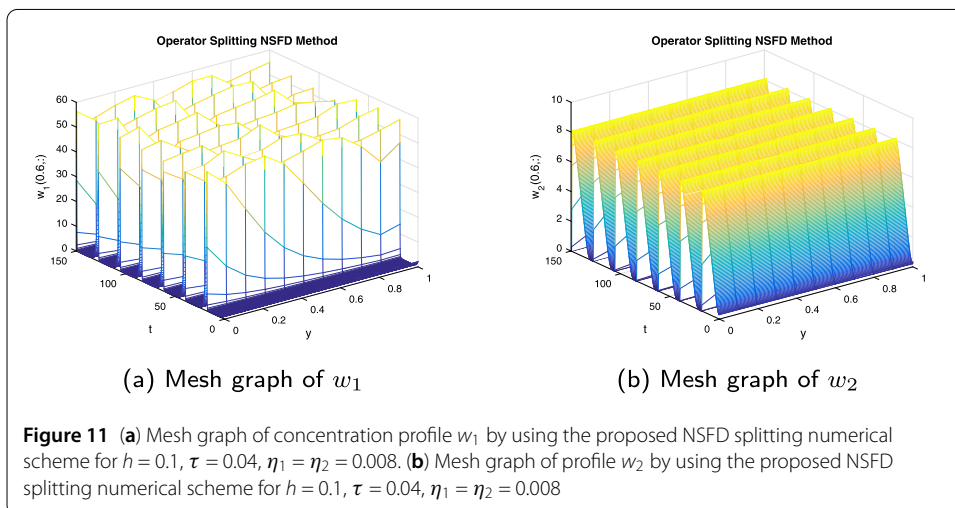 Operator Splitting NSFD Method
60
50
40
30
20
10
0
w₁(0.6,:)
150
100
50
0
t
0
0.2
0.4
0.6
0.8
1
y
(a) Mesh graph of w₁
Operator Splitting NSFD Method
10
8
6
4
2
0
w₂(0.6,:)
150
100
50
0
t
0
0.2
0.4
0.6
0.8
1
y
(b) Mesh graph of w₂
Figure 11 (a) Mesh graph of concentration profile w₁ by using the proposed NSFD splitting numerical
scheme for h = 0.1, τ = 0.04, η₁ = η₂ = 0.008. (b) Mesh graph of profile w₂ by using the proposed NSFD
splitting numerical scheme for h = 0.1, τ = 0.04, η₁ = η₂ = 0.008